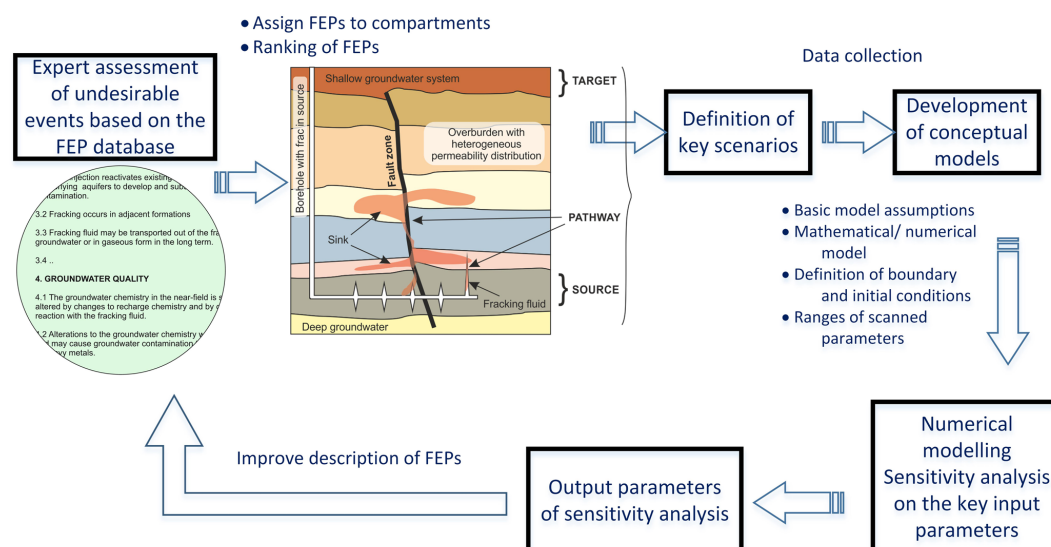 • Assign FEPs to compartments
• Ranking of FEPs
Expert assessment
of undesirable
events based on the
FEP database
njection reactivates existing
rlying aquifers to develop and sub
ntamination.
3.2 Fracking occurs in adjacent formations
3.3 Fracking fluid may be transported out of the fra
groundwater or in gaseous form in the long term.
3.4 ..
4. GROUNDWATER QUALITY
4.1 The groundwater chemistry in the near-field is s
altered by changes to recharge chemistry and by
reaction with the fracking fluid.
.2 Alterations to the groundwater chemistry w
may cause groundwater contamination
vy metals.
Borehole with frac in source
Shallow groundwater system
Fault zone
Overburden with
heterogeneous
permeability distribution
Sink
Fracking fluid
Deep groundwater
TARGET
PATHWAY
SOURCE
Definition of
key scenarios
Data collection
Development
of conceptual
models
• Basic model assumptions
• Mathematical/ numerical
model
• Definition of boundary
and initial conditions
• Ranges of scanned
parameters
Numerical
modelling
Sensitivity analysis
on the key input
parameters
Output parameters
of sensitivity analysis
Improve description of FEPs